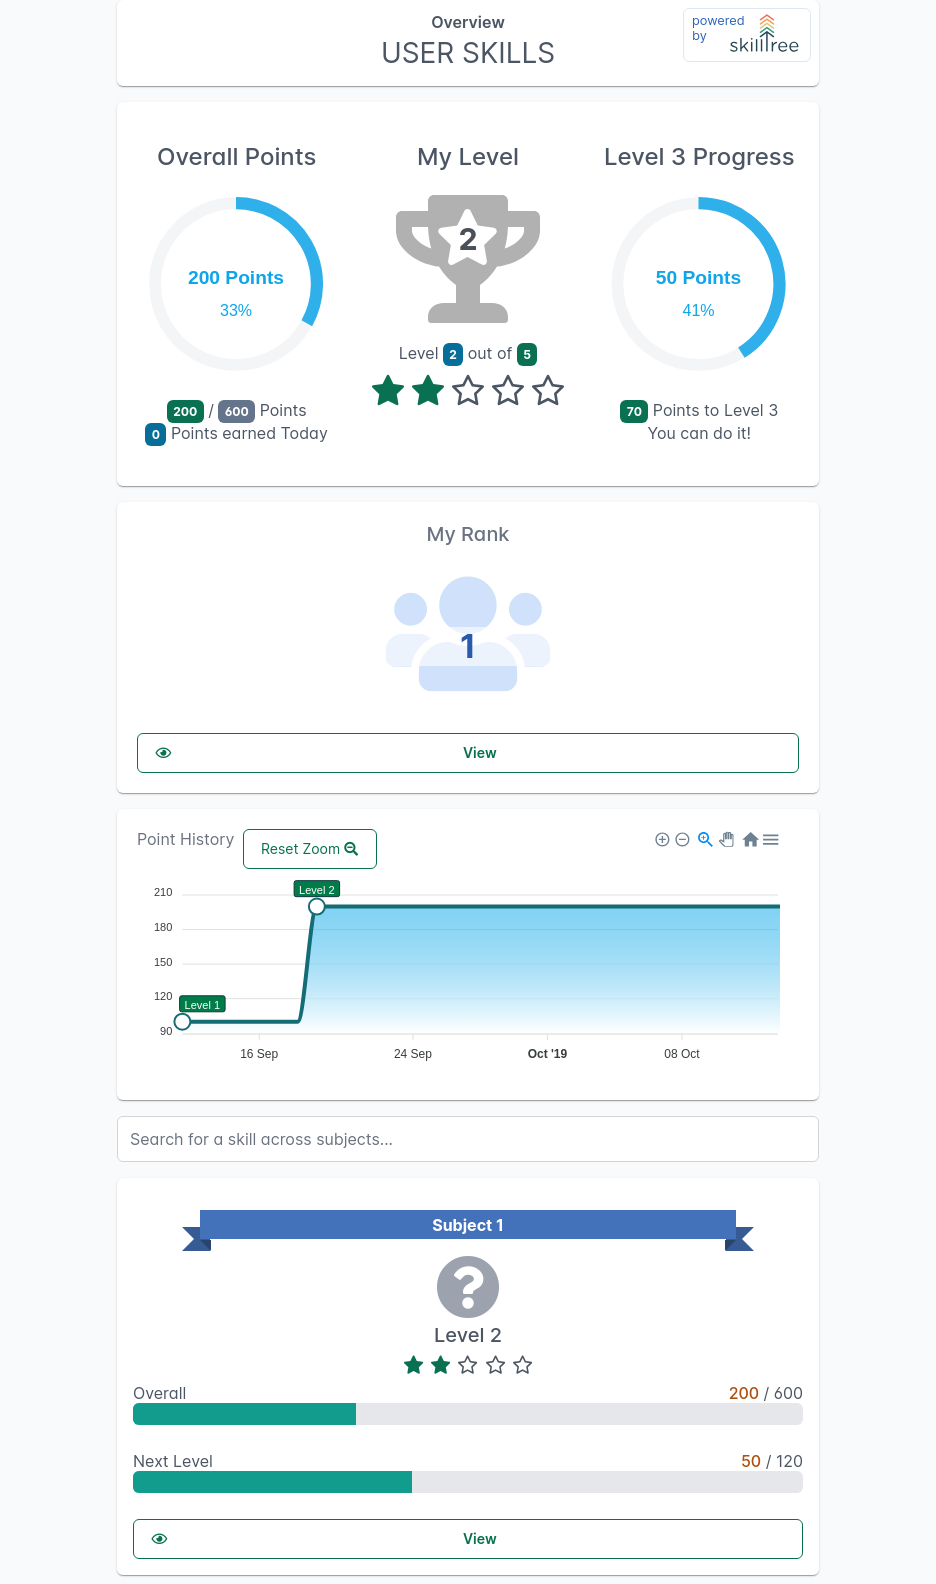 Overview
USER SKILLS
powered
by
skilltree
Overall Points
200 Points
33%
200 / 600 Points
0 Points earned Today
My Level
2
Level 2 out of 5
Level 3 Progress
50 Points
41%
70 Points to Level 3
You can do it!
My Rank
1
View
Point History
Reset Zoom
210
180
150
120
90
Level 2
Level 1
16 Sep
24 Sep
Oct '19
08 Oct
Search for a skill across subjects...
Subject 1
Level 2
Overall
200 / 600
Next Level
50 / 120
View